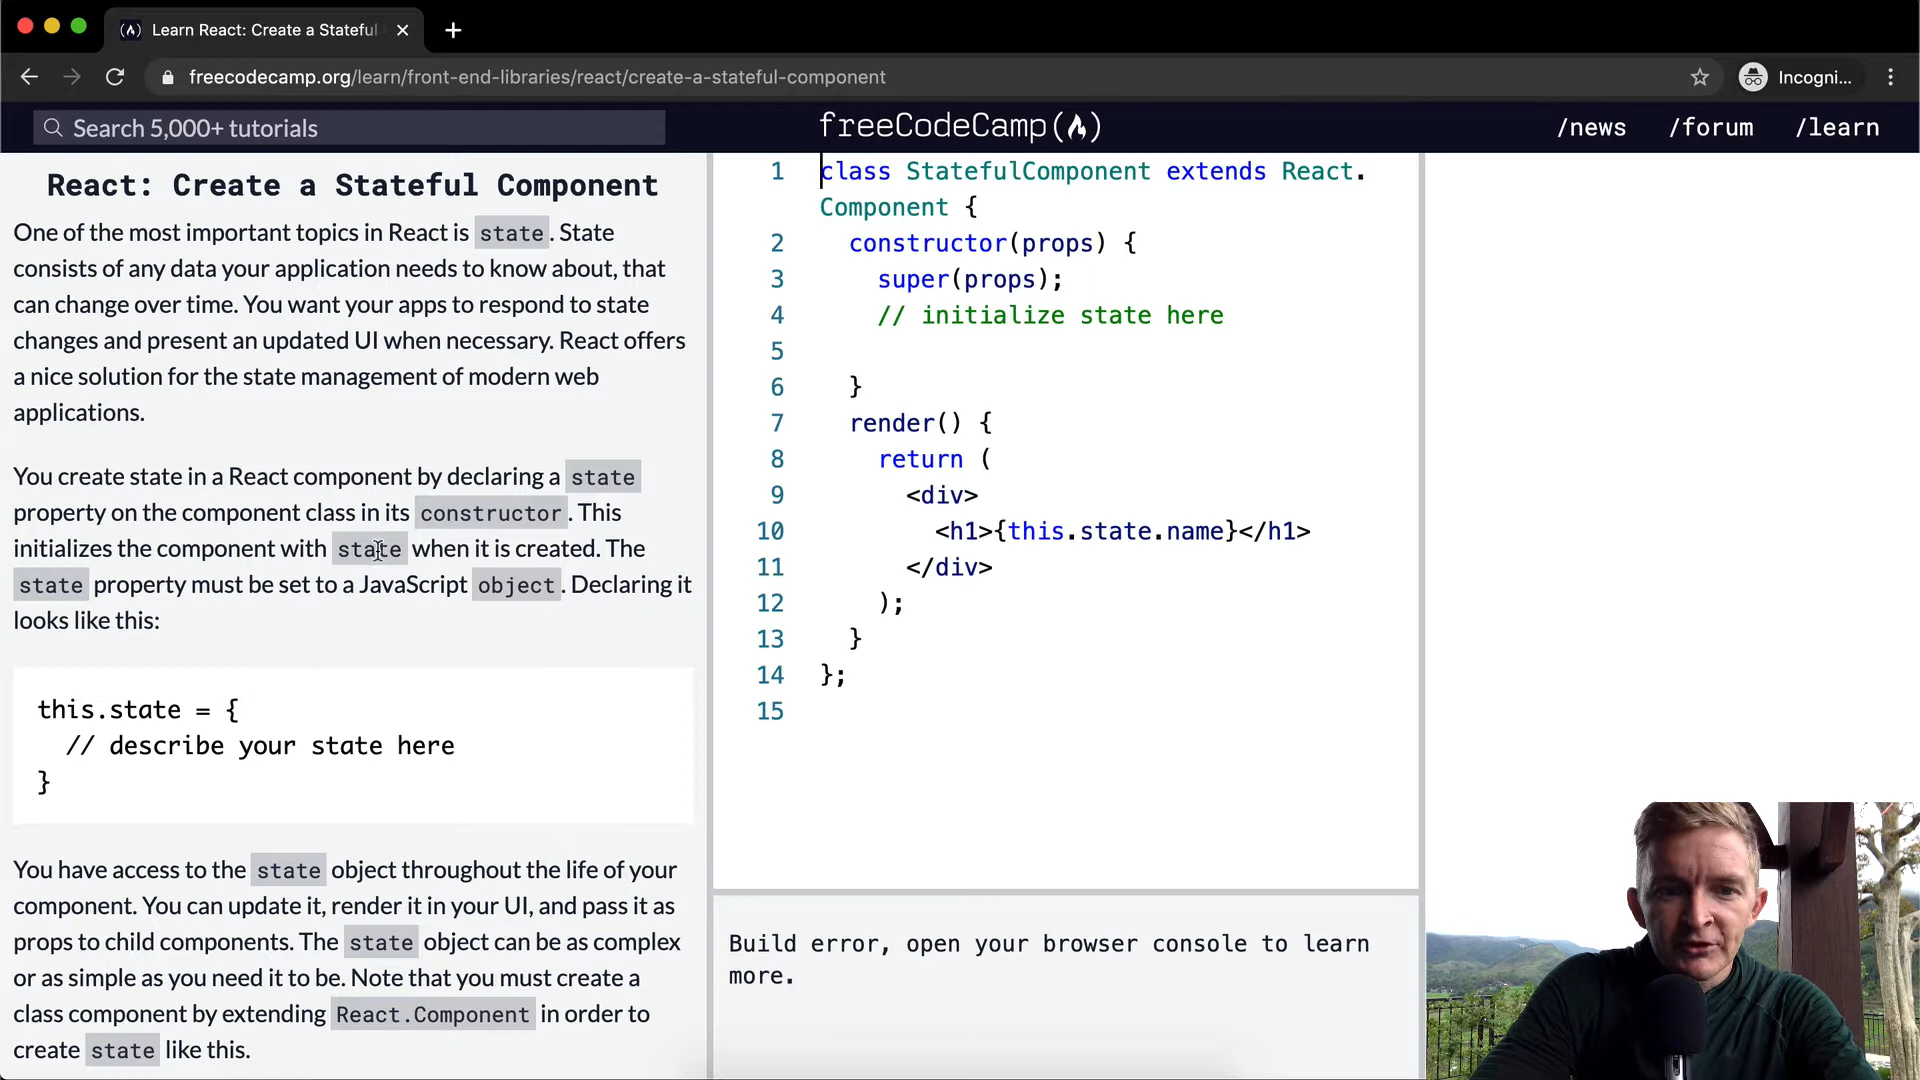 Learn React: Create a Stateful
freecodecamp.org/learn/front-end-libraries/react/create-a-stateful-component
Incogni...
Search 5,000+ tutorials
freeCodeCamp
/news
/forum
/learn
React: Create a Stateful Component
One of the most important topics in React is state. State
consists of any data your application needs to know about, that
can change over time. You want your apps to respond to state
changes and present an updated UI when necessary. React offers
a nice solution for the state management of modern web
applications.
You create state in a React component by declaring a state
property on the component class in its constructor. This
initializes the component with state when it is created. The
state property must be set to a JavaScript object. Declaring it
looks like this:
this.state = {
// describe your state here
}
You have access to the state object throughout the life of your
component. You can update it, render it in your UI, and pass it as
props to child components. The state object can be as complex
or as simple as you need it to be. Note that you must create a
class component by extending React.Component in order to
create state like this.
1 class StatefulComponent extends React.
Component {
2 constructor(props) {
3 super(props);
4 // initialize state here
5
6 }
7 render() {
8 return (
9 <div>
10 <h1>{this.state.name}</h1>
11 </div>
12 );
13 }
14 };
15
Build error, open your browser console to learn
more.